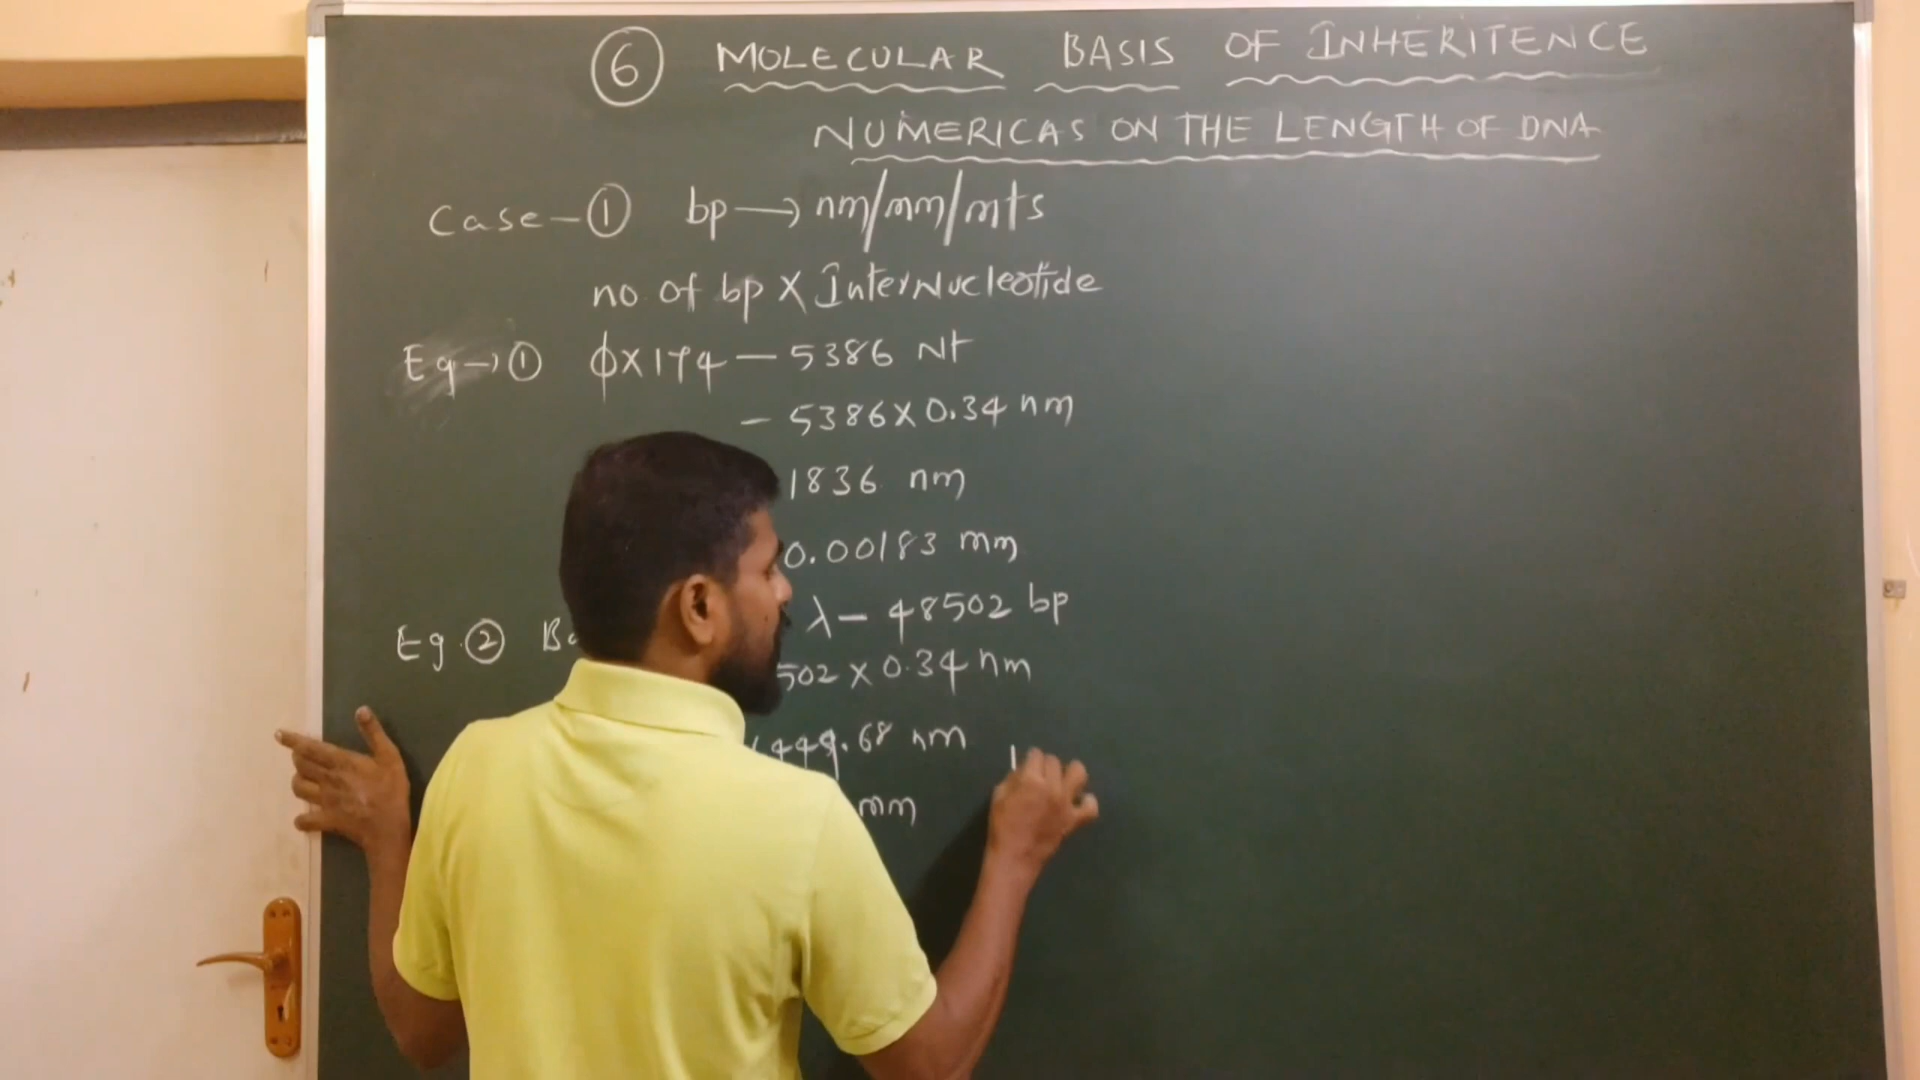 6 MOLECULAR BASIS OF INHERITENCE
NUMERICAS ON THE LENGTH OF DNA
Case-① bp → nm/mm/mts
no of bp X InterNucleotide
Eg→① ϕX174 — 5386 Nt
- 5386 X 0.34 nm
1836 nm
0.00183 mm
Eg.② λ - 48502 bp
502 X 0.34 nm
.68 nm
mm